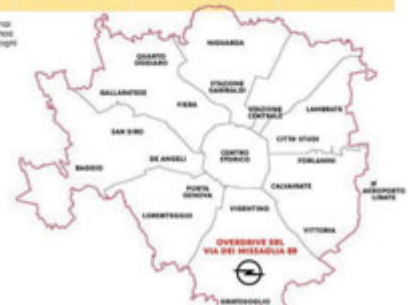 NIGUARDA
QUARTO
OGGIARO
STAZIONE
GARIBALDI
GALLARATESE
FIERA
STAZIONE
CENTRALE
LAMBRATE
SAN SIRO
CITTÀ STUDI
CENTRO
STORICO
DE ANGELI
FORLANINI
BAGGIO
CALVAIRATE
AEROPORTO
LINATE
PORTA
GENOVA
LORENTEGGIO
VIGENTINO
VITTORIA
OVERDRIVE SRL
VIA DEI MISSAGLIA 89
GRATOSOGLIO